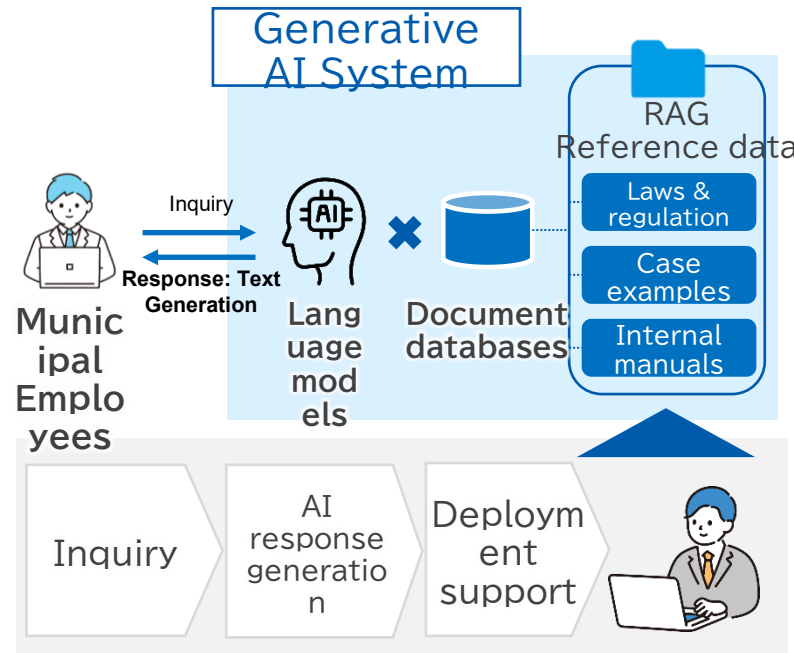 Generative
AI System
RAG
Reference data
Laws &
regulation
Case
examples
Internal
manuals
Inquiry
Response: Text
Generation
AI
Munic
ipal
Emplo
yees
Lang
uage
mod
els
Document
databases
Inquiry
AI
response
generatio
n
Deploym
ent
support